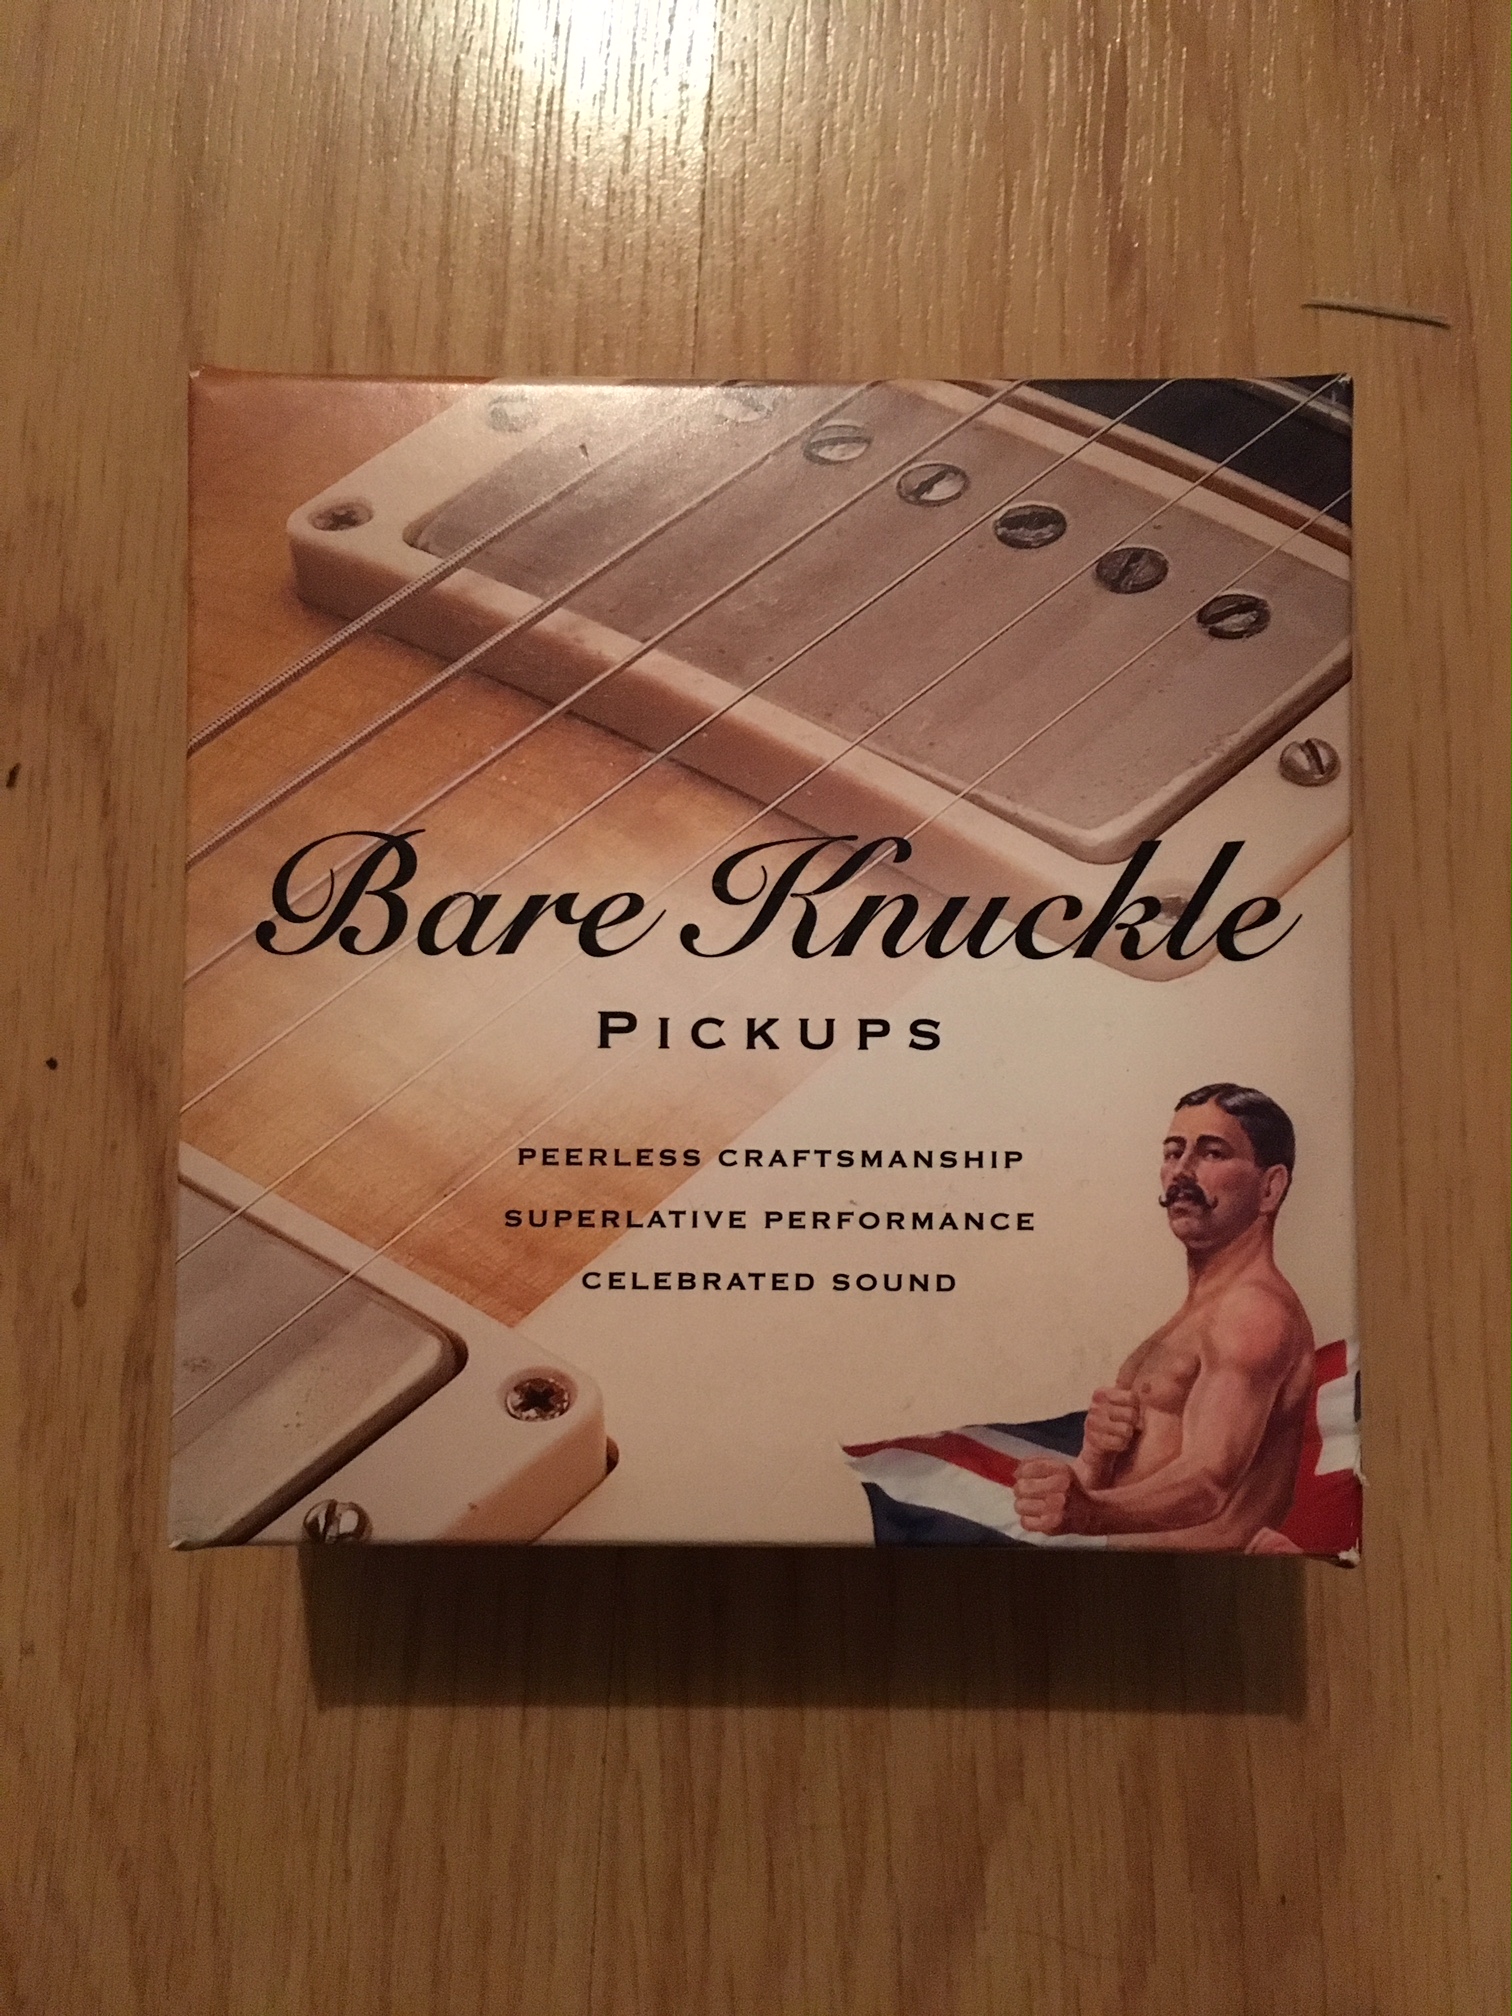 Bare Knuckle
PICKUPS
PEERLESS CRAFTSMANSHIP
SUPERLATIVE PERFORMANCE
CELEBRATED SOUND